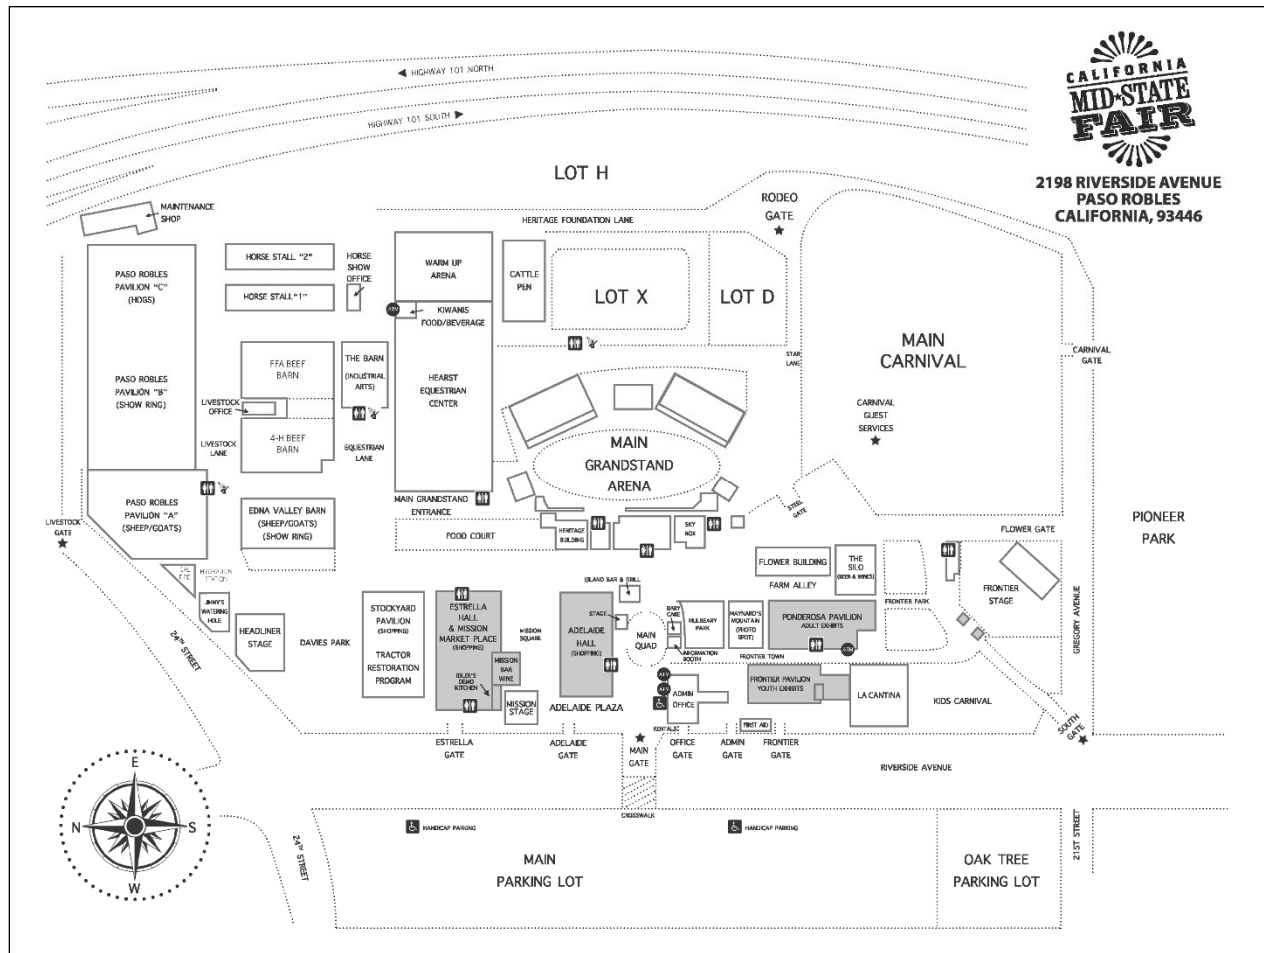 CALIFORNIA
MID★STATE
FAIR
2198 RIVERSIDE AVENUE
PASO ROBLES
CALIFORNIA, 93446
HIGHWAY 101 NORTH
HIGHWAY 101 SOUTH
LOT H
RODEO
GATE
HERITAGE FOUNDATION LANE
MAINTENANCE
SHOP
HORSE STALL "2"
HORSE
SHOW
OFFICE
WARM UP
ARENA
CATTLE
PEN
LOT X
LOT D
PASO ROBLES
PAVILION "C"
(HOGS)
HORSE STALL "1"
KIWANIS
FOOD/BEVERAGE
MAIN
CARNIVAL
CARNIVAL
GATE
STAR
LANE
FFA BEEF
BARN
THE BARN
(INDUSTRIAL
ARTS)
HEARST
EQUESTRIAN
CENTER
PASO ROBLES
PAVILION "B"
(SHOW RING)
LIVESTOCK
OFFICE
LIVESTOCK
LANE
4-H BEEF
BARN
EQUESTRIAN
LANE
MAIN
GRANDSTAND
ARENA
CARNIVAL
GUEST
SERVICES
PASO ROBLES
PAVILION "A"
(SHEEP/GOATS)
EDNA VALLEY BARN
(SHEEP/GOATS)
(SHOW RING)
MAIN GRANDSTAND
ENTRANCE
FOOD COURT
HERITAGE
BUILDING
SKY
BOX
STEEL
GATE
FLOWER GATE
PIONEER
PARK
LIVESTOCK
GATE
CAL
FIRE
HYDRATION
STATION
JIMMY'S
WATERING
HOLE
HEADLINER
STAGE
DAVIES PARK
STOCKYARD
PAVILION
(SHOPPING)
TRACTOR
RESTORATION
PROGRAM
ESTRELLA
HALL
& MISSION
MARKET PLACE
(SHOPPING)
IDLER'S
DEMO
KITCHEN
MISSION
BAR
WINE
MISSION
SQUARE
MISSION
STAGE
ISLAND BAR & GRILL
STAGE
ADELAIDE
HALL
(SHOPPING)
ADELAIDE PLAZA
MAIN
QUAD
BABY
CARE
MULBEARY
PARK
INFORMATION
BOOTH
MAYNARD'S
MOUNTAIN
(PHOTO
SPOT)
FLOWER BUILDING
FARM ALLEY
THE
SILO
(BEER & WINES)
PONDEROSA PAVILION
ADULT EXHIBITS
ATM
FRONTIER TOWN
FRONTIER PARK
FRONTIER
STAGE
GREGORY AVENUE
FRONTIER PAVILION
YOUTH EXHIBITS
LA CANTINA
KIDS CARNIVAL
ADMIN
OFFICE
RENTALS
FIRST AID
ESTRELLA
GATE
ADELAIDE
GATE
MAIN
GATE
OFFICE
GATE
ADMIN
GATE
FRONTIER
GATE
SOUTH
GATE
RIVERSIDE AVENUE
24TH STREET
24TH STREET
CROSSWALK
HANDICAP PARKING
HANDICAP PARKING
MAIN
PARKING LOT
OAK TREE
PARKING LOT
21ST STREET
E
N
S
W